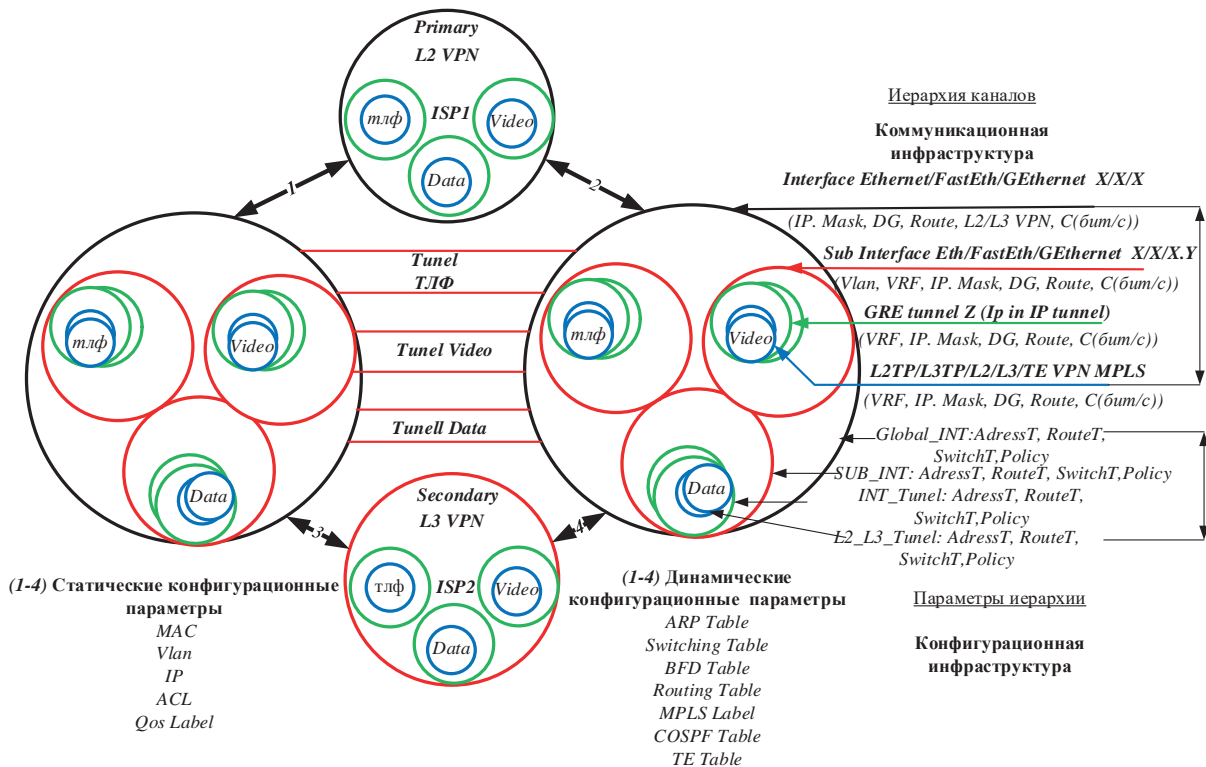 Primary
L2 VPN
ISP1
тлф
Video
Data
1
2
Tunel
ТЛФ
Tunel Video
Tunell Data
тлф
Video
Data
тлф
Video
Data
Secondary
L3 VPN
ISP2
тлф
Video
Data
3
4
Иерархия каналов
Коммуникационная
инфраструктура
Interface Ethernet/FastEth/GEthernet X/X/X
(IP. Mask, DG, Route, L2/L3 VPN, C(бит/с))
Sub Interface Eth/FastEth/GEthernet X/X/X.Y
(Vlan, VRF, IP. Mask, DG, Route, C(бит/с))
GRE tunnel Z (Ip in IP tunnel)
(VRF, IP. Mask, DG, Route, C(бит/с))
L2TP/L3TP/L2/L3/TE VPN MPLS
(VRF, IP. Mask, DG, Route, C(бит/с))
Global_INT:AdressT, RouteT,
SwitchT,Policy
SUB_INT: AdressT, RouteT, SwitchT,Policy
INT_Tunel: AdressT, RouteT,
SwitchT,Policy
L2_L3_Tunel: AdressT, RouteT,
SwitchT,Policy
Параметры иерархии
Конфигурационная
инфраструктура
(1-4) Статические конфигурационные
параметры
MAC
Vlan
IP
ACL
Qos Label
(1-4) Динамические
конфигурационные параметры
ARP Table
Switching Table
BFD Table
Routing Table
MPLS Label
COSPF Table
TE Table